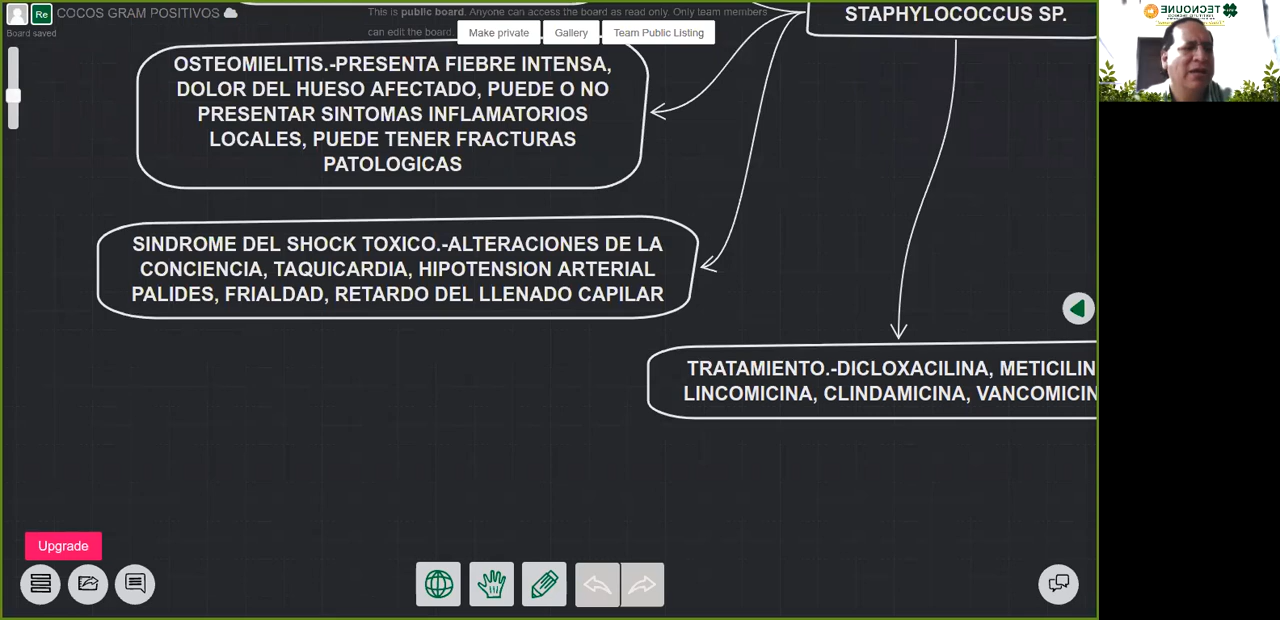 Re COCOS GRAM POSITIVOS
Board saved
This is public board. Anyone can access the board as read only. Only team members
can edit the board.
Make private
Gallery
Team Public Listing
STAPHYLOCOCCUS SP.
TECNOUNE
OSTEOMIELITIS.-PRESENTA FIEBRE INTENSA,
DOLOR DEL HUESO AFECTADO, PUEDE O NO
PRESENTAR SINTOMAS INFLAMATORIOS
LOCALES, PUEDE TENER FRACTURAS
PATOLOGICAS
SINDROME DEL SHOCK TOXICO.-ALTERACIONES DE LA
CONCIENCIA, TAQUICARDIA, HIPOTENSION ARTERIAL
PALIDES, FRIALDAD, RETARDO DEL LLENADO CAPILAR
TRATAMIENTO.-DICLOXACILINA, METICILIN
LINCOMICINA, CLINDAMICINA, VANCOMICIN
Upgrade